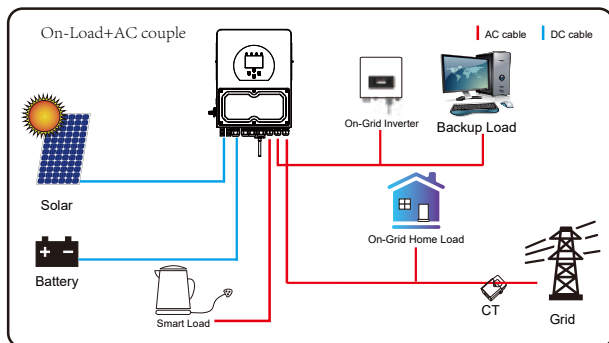 On-Load+AC couple
AC cable
DC cable
On-Grid Inverter
Backup Load
Solar
On-Grid Home Load
Battery
Smart Load
CT
Grid